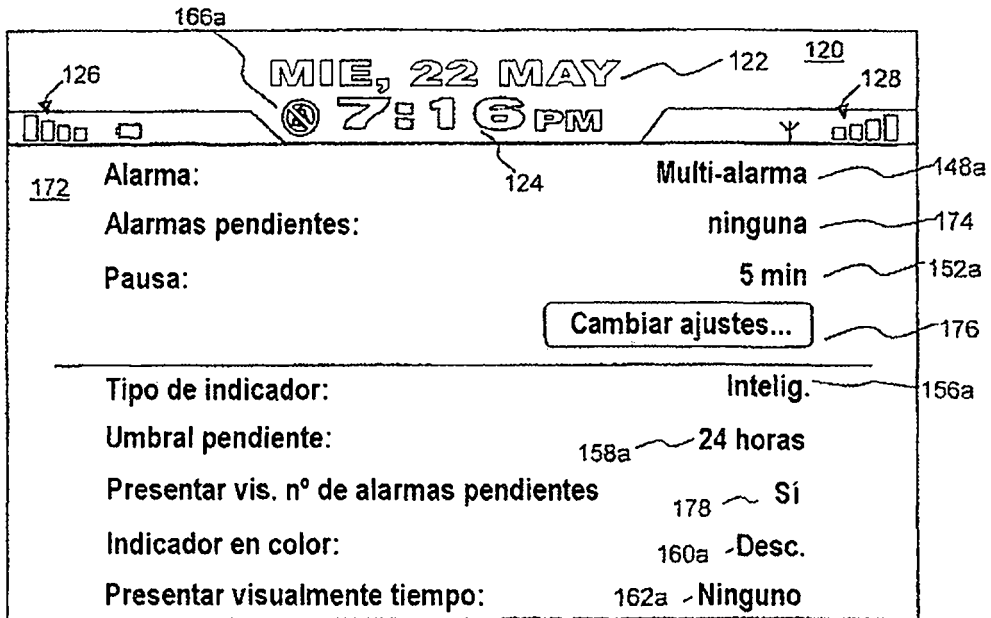 166a
MIE, 22 MAY
122
120
126
128
7:16 PM
124
172
Alarma:
Multi-alarma
148a
Alarmas pendientes:
ninguna
174
Pausa:
5 min
152a
Cambiar ajustes...
176
Tipo de indicador:
Intelig.
156a
Umbral pendiente:
158a
24 horas
Presentar vis. nº de alarmas pendientes
178
Sí
Indicador en color:
160a
Desc.
Presentar visualmente tiempo:
162a
Ninguno